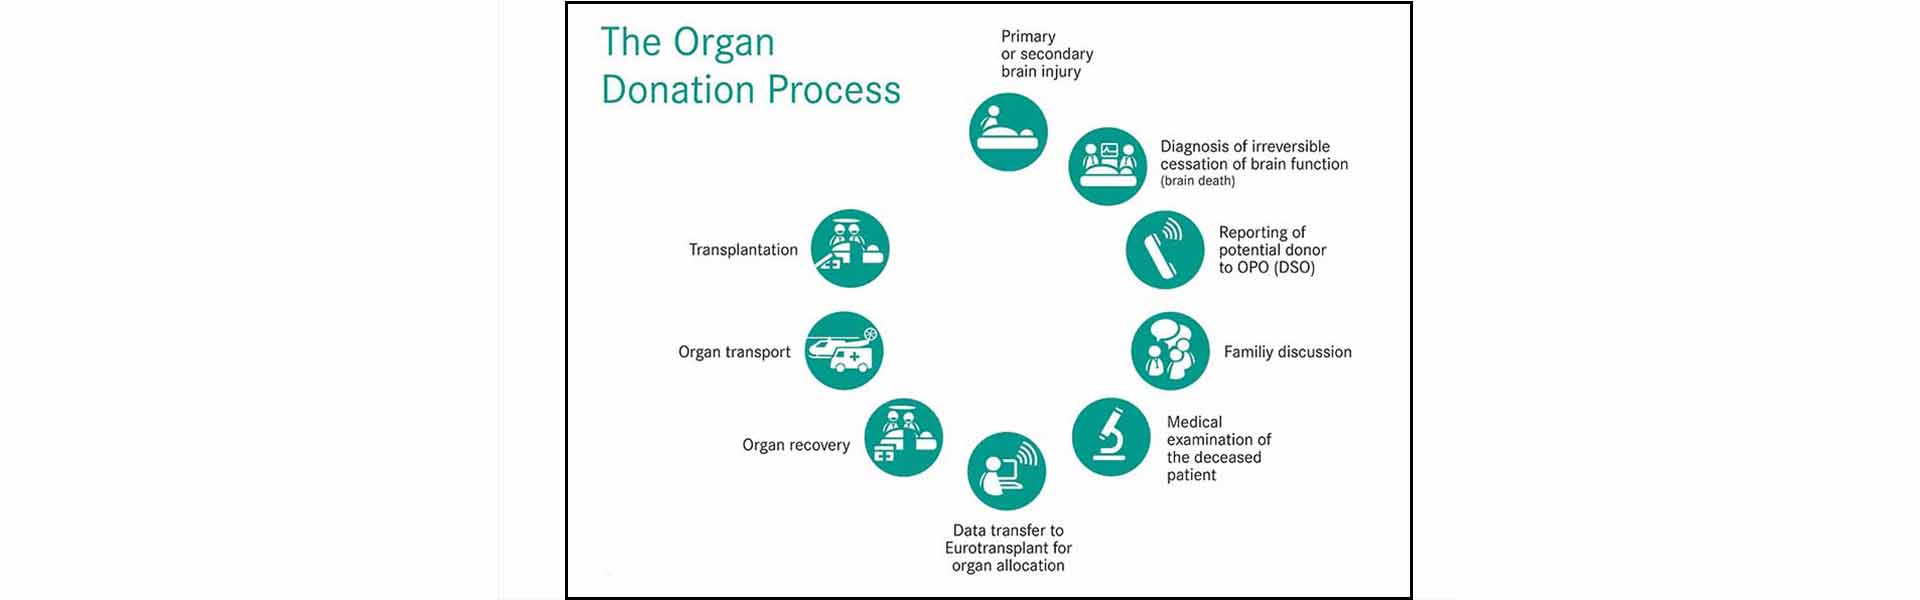 The Organ
Donation Process
Primary
or secondary
brain injury
Diagnosis of irreversible
cessation of brain function
(brain death)
Reporting of
potential donor
to OPO (DSO)
Familiy discussion
Medical
examination of
the deceased
patient
Data transfer to
Eurotransplant for
organ allocation
Organ recovery
Organ transport
Transplantation